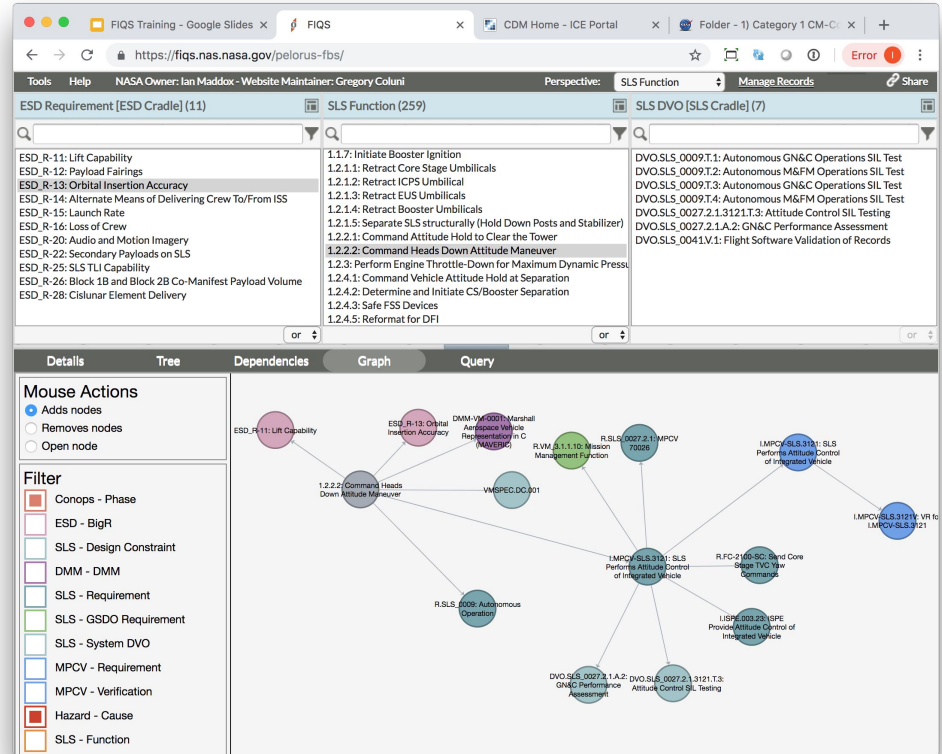 FIQS Training - Google Slides
FIQS
CDM Home - ICE Portal
Folder - 1) Category 1 CM-Co
https://fiqs.nas.nasa.gov/pelorus-fbs/
Error
Tools Help NASA Owner: Ian Maddox - Website Maintainer: Gregory Coluni Perspective: SLS Function Manage Records Share
ESD Requirement [ESD Cradle] (11)
ESD_R-11: Lift Capability
ESD_R-12: Payload Fairings
ESD_R-13: Orbital Insertion Accuracy
ESD_R-14: Alternate Means of Delivering Crew To/From ISS
ESD_R-15: Launch Rate
ESD_R-16: Loss of Crew
ESD_R-20: Audio and Motion Imagery
ESD_R-22: Secondary Payloads on SLS
ESD_R-25: SLS TLI Capability
ESD_R-26: Block 1B and Block 2B Co-Manifest Payload Volume
ESD_R-28: Cislunar Element Delivery
or
SLS Function (259)
1.1.7: Initiate Booster Ignition
1.2.1.1: Retract Core Stage Umbilicals
1.2.1.2: Retract ICPS Umbilical
1.2.1.3: Retract EUS Umbilicals
1.2.1.4: Retract Booster Umbilicals
1.2.1.5: Separate SLS structurally (Hold Down Posts and Stabilizer)
1.2.2.1: Command Attitude Hold to Clear the Tower
1.2.2.2: Command Heads Down Attitude Maneuver
1.2.3: Perform Engine Throttle-Down for Maximum Dynamic Pressu
1.2.4.1: Command Vehicle Attitude Hold at Separation
1.2.4.2: Determine and Initiate CS/Booster Separation
1.2.4.3: Safe FSS Devices
1.2.4.5: Reformat for DFI
or
SLS DVO [SLS Cradle] (7)
DVO.SLS_0009.T.1: Autonomous GN&C Operations SIL Test
DVO.SLS_0009.T.2: Autonomous M&FM Operations SIL Test
DVO.SLS_0009.T.3: Autonomous GN&C Operations SIL Test
DVO.SLS_0009.T.4: Autonomous M&FM Operations SIL Test
DVO.SLS_0027.2.1.3121.T.3: Attitude Control SIL Testing
DVO.SLS_0027.2.1.A.2: GN&C Performance Assessment
DVO.SLS_0041.V.1: Flight Software Validation of Records
or
Details Tree Dependencies Graph Query
Mouse Actions
Adds nodes
Removes nodes
Open node
Filter
Conops - Phase
ESD - BigR
SLS - Design Constraint
DMM - DMM
SLS - Requirement
SLS - GSDO Requirement
SLS - System DVO
MPCV - Requirement
MPCV - Verification
Hazard - Cause
SLS - Function
ESD_R-11: Lift Capability
ESD_R-13: Orbital
Insertion Accuracy
DMM-VM-0001: Marshall
Aerospace Vehicle
Representation in C
(MAVERIC)
R.VM_3.1.1.10: Mission
Management Function
R.SLS_0027.2.1: MPCV
70026
I.MPCV-SLS.3121: SLS
Performs Attitude Control
of Integrated Vehicle
1.2.2.2: Command Heads
Down Attitude Maneuver
VMSPEC.DC.001
I.MPCV-SLS.3121V: VR fo
I.MPCV-SLS.3121
I.MPCV-SLS.3121: SLS
Performs Attitude Control
of Integrated Vehicle
R.FC-2100-SC: Send Core
Stage TVC Yaw
Commands
R.SLS_0009: Autonomous
Operation
I.ISPE.003.23: ISPE
Provide Attitude Control of
Integrated Vehicle
DVO.SLS_0027.2.1.A.2:
GN&C Performance
Assessment
DVO.SLS_0027.2.1.3121.T.3:
Attitude Control SIL Testing